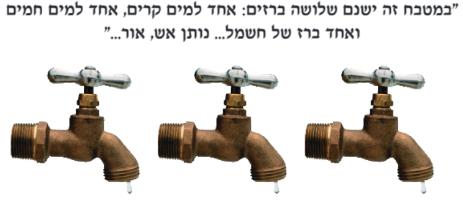 "במטבח זה ישנם שלושה ברזים: אחד למים קרים, אחד למים חמים
ואחד ברז של חשמל... נותן אש, אור..."